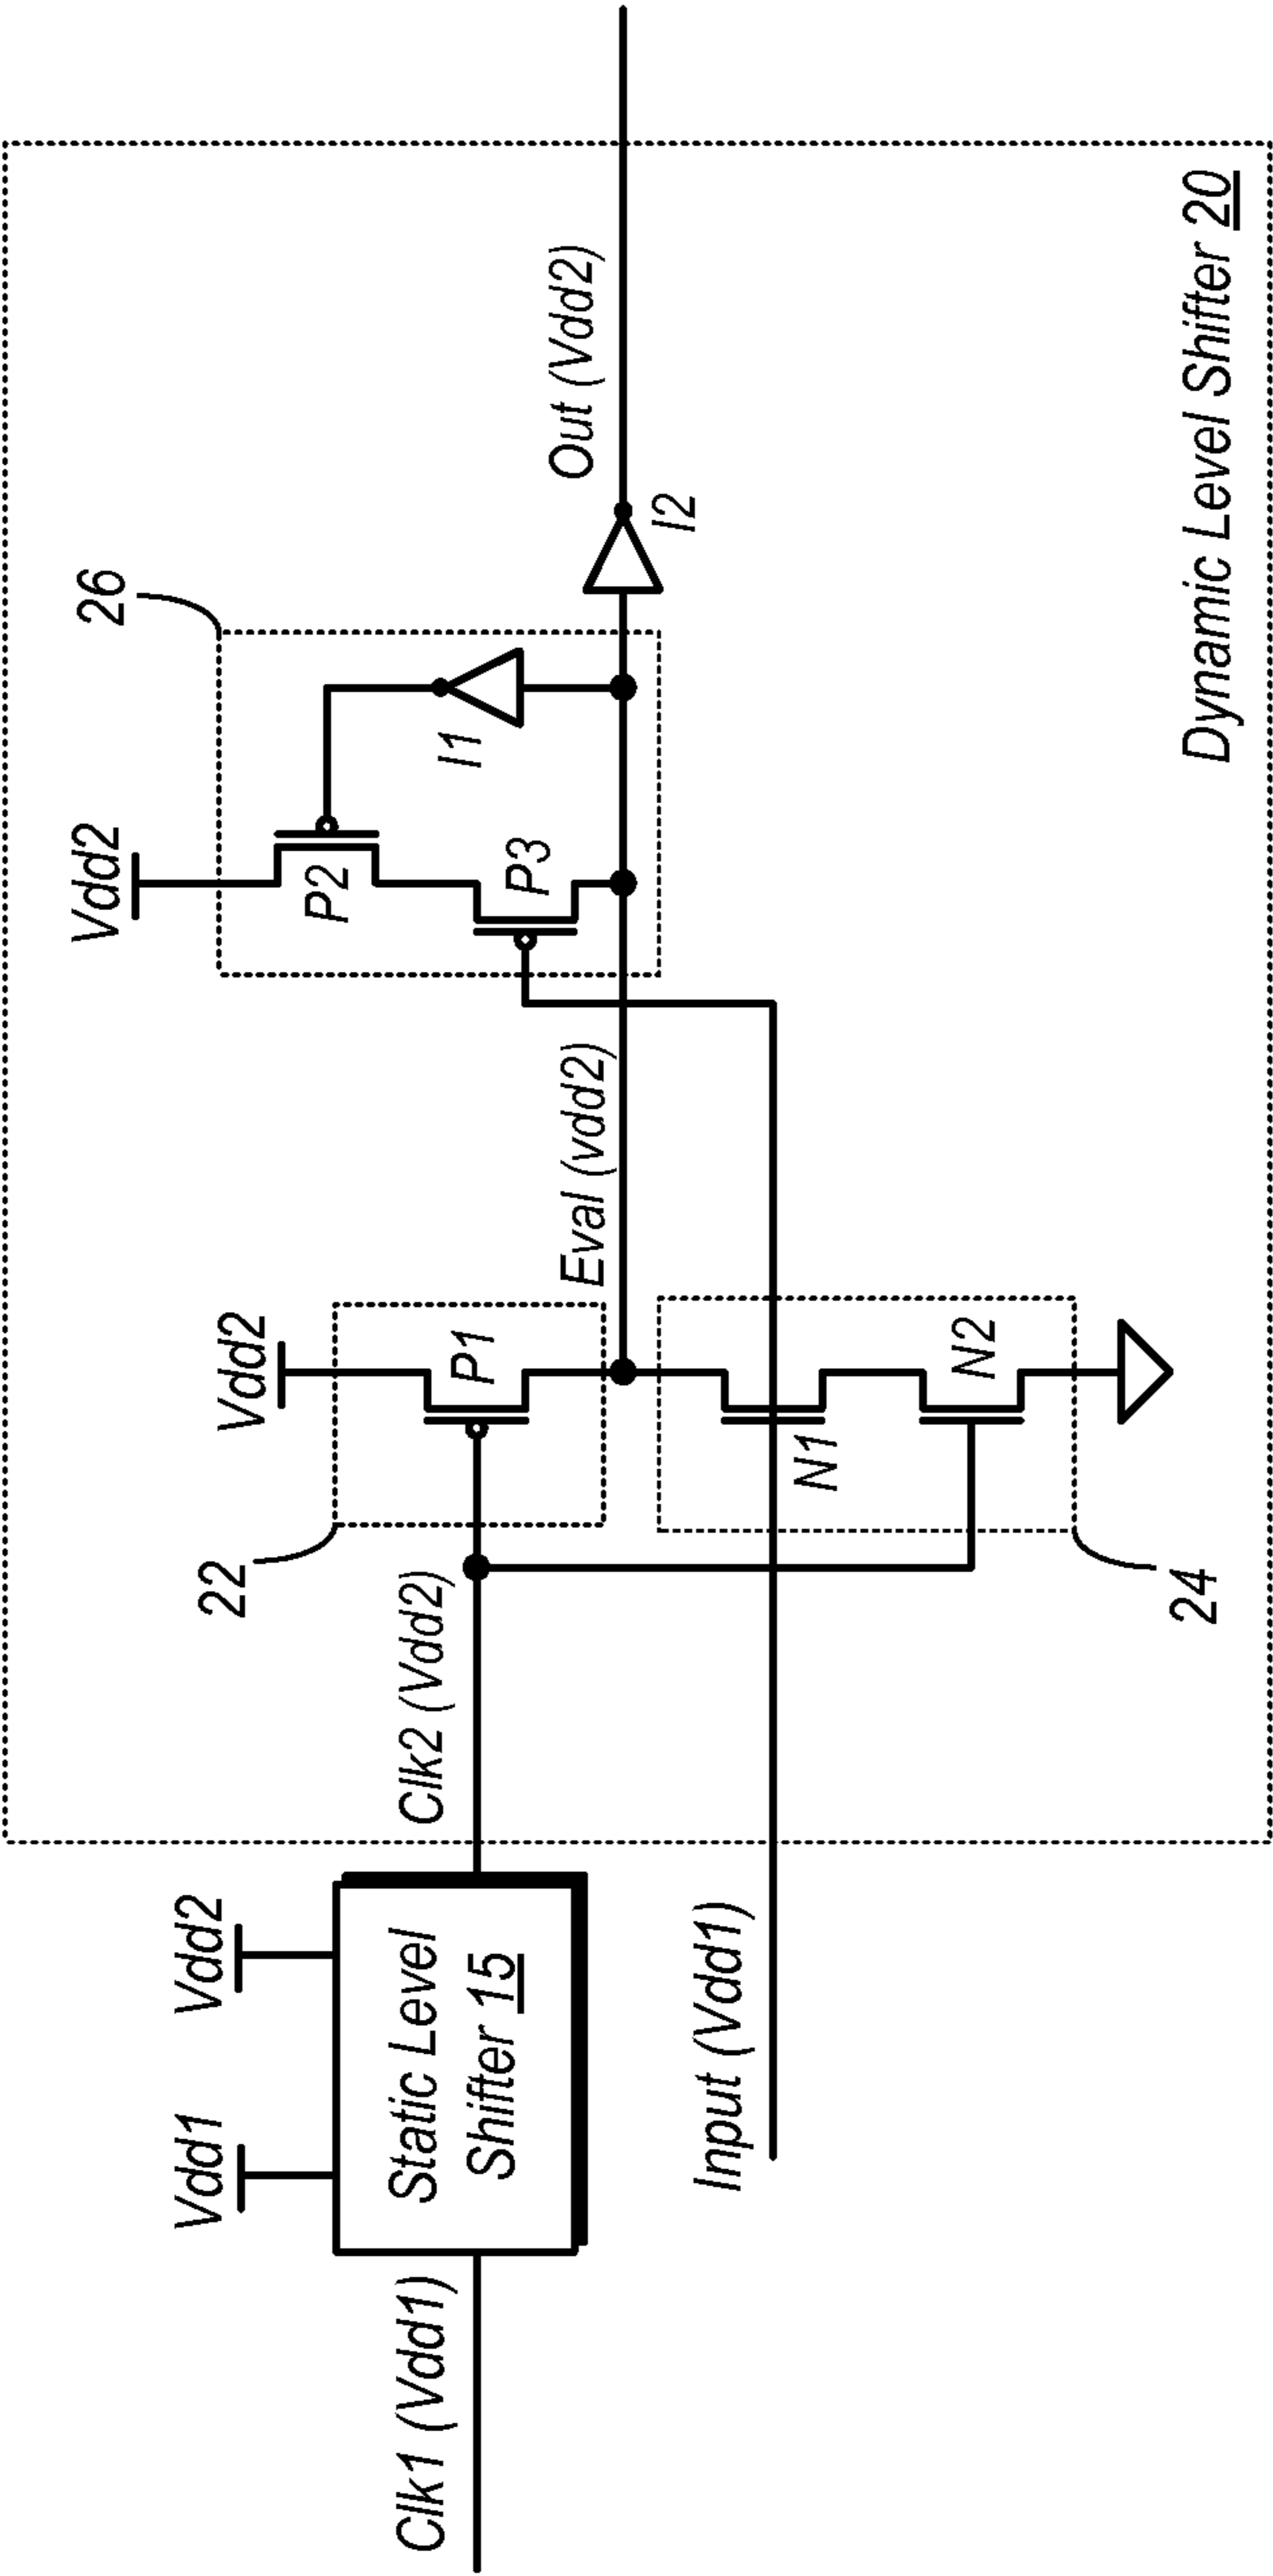 Vdd2
26
Vdd2
Vdd1
Vdd2
22
P1
P2
I1
P3
Clk1 (Vdd1)
Static Level
Shifter 15
Clk2 (Vdd2)
Eval (vdd2)
Out (Vdd2)
I2
Input (Vdd1)
N1
N2
24
Dynamic Level Shifter 20